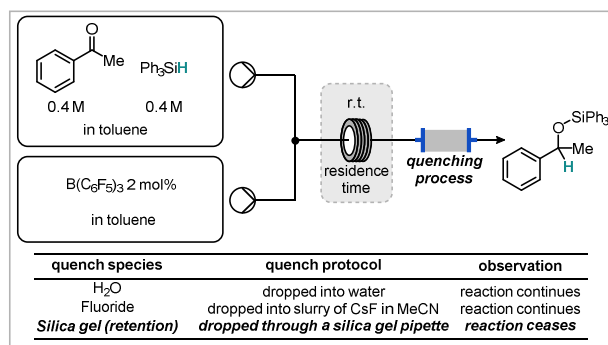 O
Me
Ph₃SiH
0.4 M 0.4 M
in toluene
B(C₆F₅)₃ 2 mol%
in toluene
r.t.
residence
time
quenching
process
SiPh₃
O
Me
H
quench species quench protocol observation
H₂O dropped into water reaction continues
Fluoride dropped into slurry of CsF in MeCN reaction continues
Silica gel (retention) dropped through a silica gel pipette reaction ceases